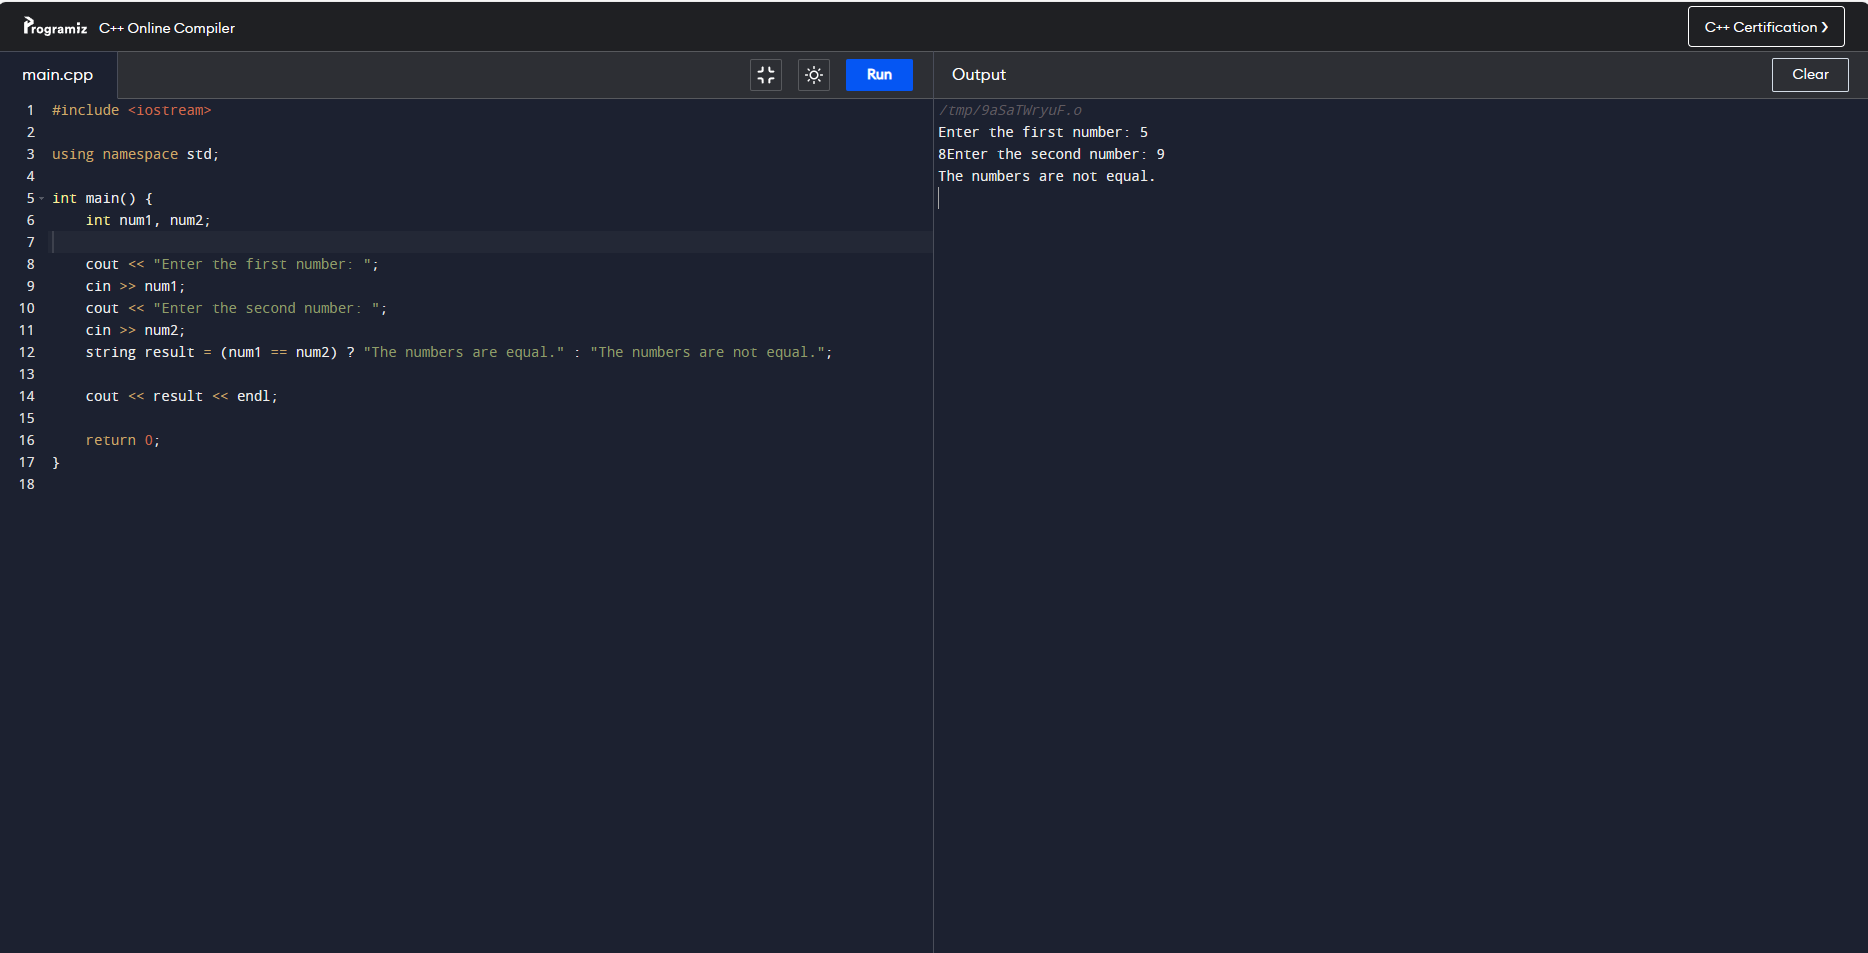 Programiz C++ Online Compiler
C++ Certification ❯
main.cpp
Run
1 #include <iostream>
2
3 using namespace std;
4
5 int main() {
6     int num1, num2;
7
8     cout << "Enter the first number: ";
9     cin >> num1;
10     cout << "Enter the second number: ";
11     cin >> num2;
12     string result = (num1 == num2) ? "The numbers are equal." : "The numbers are not equal.";
13
14     cout << result << endl;
15
16     return 0;
17 }
18
Output
Clear
/tmp/9aSaTWryuF.o
Enter the first number: 5
8Enter the second number: 9
The numbers are not equal.